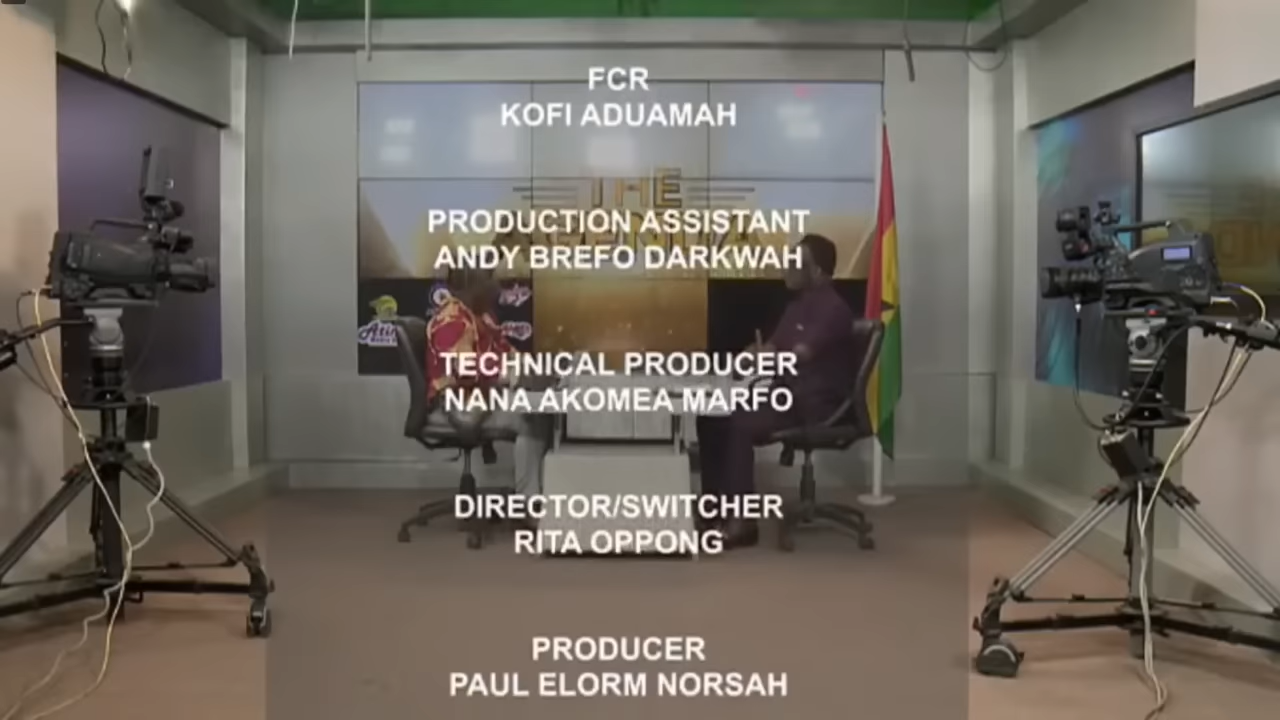 FCR
KOFI ADUAMAH
THE
PRODUCTION ASSISTANT
ANDY BREFO DARKWAH
TECHNICAL PRODUCER
NANA AKOMEA MARFO
DIRECTOR/SWITCHER
RITA OPPONG
PRODUCER
PAUL ELORM NORSAH